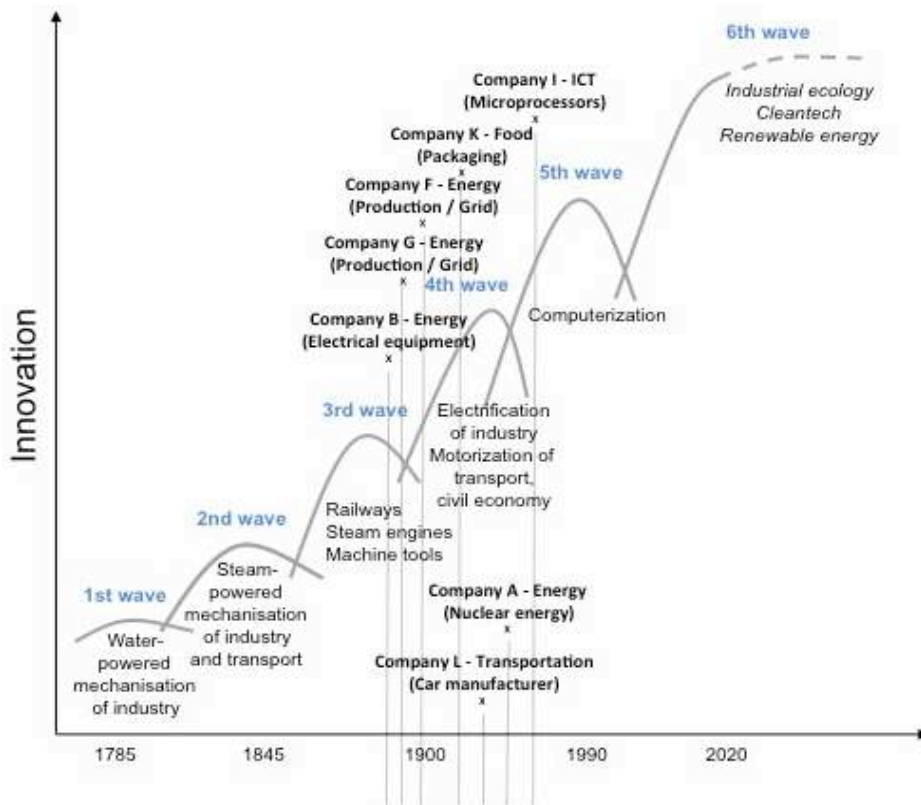 6th wave
Industrial ecology
Cleantech
Renewable energy
Company I - ICT
(Microprocessors)
x
Company K - Food
(Packaging)
x
5th wave
Company F - Energy
(Production / Grid)
x
Company G - Energy
(Production / Grid)
x
4th wave
Company B - Energy
(Electrical equipment)
x
Computerization
Innovation
3rd wave
Electrification
of industry
Motorization of
transport,
civil economy
Railways
Steam engines
Machine tools
2nd wave
Steam-
powered
mechanisation
of industry
and transport
1st wave
Water-
powered
mechanisation
of industry
Company A - Energy
(Nuclear energy)
x
Company L - Transportation
(Car manufacturer)
x
1785
1845
1900
1990
2020